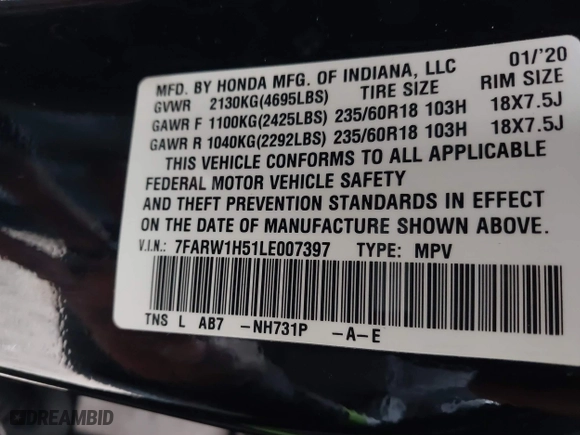 01/'20
MFD. BY HONDA MFG. OF INDIANA, LLC
GVWR 2130KG(4695LBS) TIRE SIZE RIM SIZE
GAWR F 1100KG(2425LBS) 235/60R18 103H 18X7.5J
GAWR R 1040KG(2292LBS) 235/60R18 103H 18X7.5J
THIS VEHICLE CONFORMS TO ALL APPLICABLE
FEDERAL MOTOR VEHICLE SAFETY
AND THEFT PREVENTION STANDARDS IN EFFECT
ON THE DATE OF MANUFACTURE SHOWN ABOVE.
V.I.N.: 7FARW1H51LE007397 TYPE: MPV
TNS L AB7 -NH731P -A-E
DREAMBID